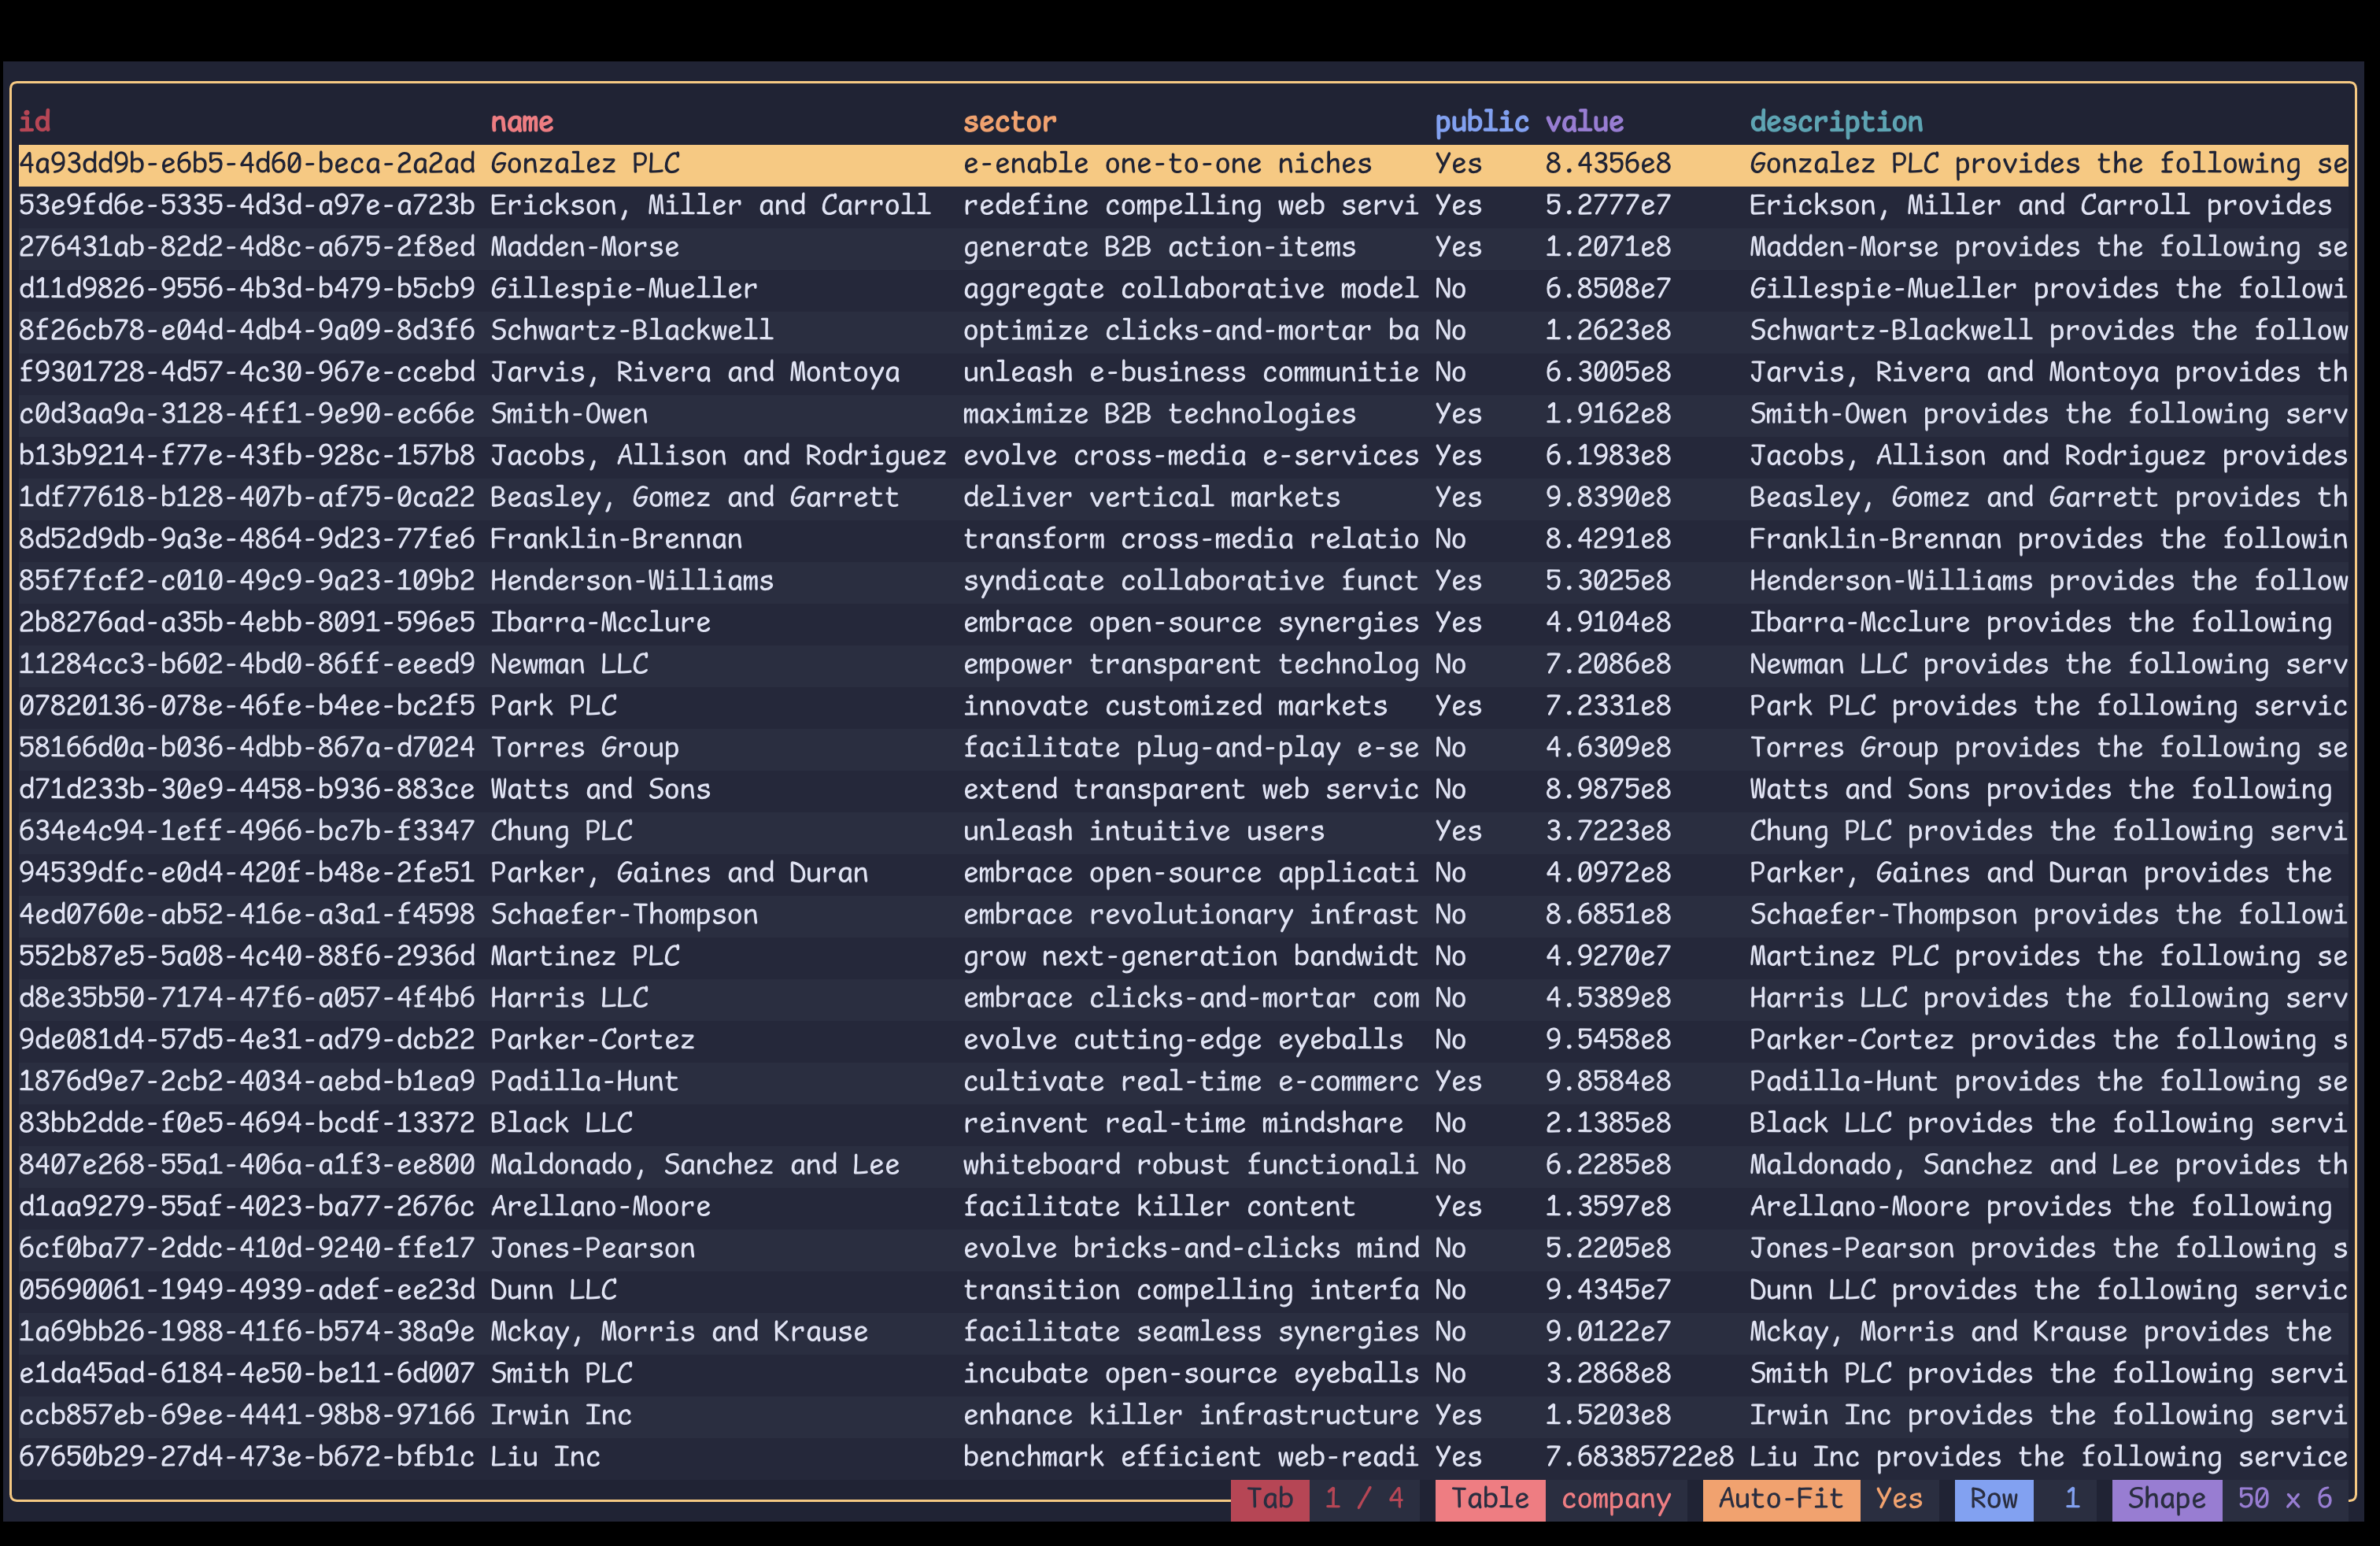 id name sector public value description
4a93dd9b-e6b5-4d60-beca-2a2ad Gonzalez PLC e-enable one-to-one niches Yes 8.4356e8 Gonzalez PLC provides the following se
53e9fd6e-5335-4d3d-a97e-a723b Erickson, Miller and Carroll redefine compelling web servi Yes 5.2777e7 Erickson, Miller and Carroll provides
276431ab-82d2-4d8c-a675-2f8ed Madden-Morse generate B2B action-items Yes 1.2071e8 Madden-Morse provides the following se
d11d9826-9556-4b3d-b479-b5cb9 Gillespie-Mueller aggregate collaborative model No 6.8508e7 Gillespie-Mueller provides the followi
8f26cb78-e04d-4db4-9a09-8d3f6 Schwartz-Blackwell optimize clicks-and-mortar ba No 1.2623e8 Schwartz-Blackwell provides the follow
f9301728-4d57-4c30-967e-ccebd Jarvis, Rivera and Montoya unleash e-business communitie No 6.3005e8 Jarvis, Rivera and Montoya provides th
c0d3aa9a-3128-4ff1-9e90-ec66e Smith-Owen maximize B2B technologies Yes 1.9162e8 Smith-Owen provides the following serv
b13b9214-f77e-43fb-928c-157b8 Jacobs, Allison and Rodriguez evolve cross-media e-services Yes 6.1983e8 Jacobs, Allison and Rodriguez provides
1df77618-b128-407b-af75-0ca22 Beasley, Gomez and Garrett deliver vertical markets Yes 9.8390e8 Beasley, Gomez and Garrett provides th
8d52d9db-9a3e-4864-9d23-77fe6 Franklin-Brennan transform cross-media relatio No 8.4291e8 Franklin-Brennan provides the followin
85f7fcf2-c010-49c9-9a23-109b2 Henderson-Williams syndicate collaborative funct Yes 5.3025e8 Henderson-Williams provides the follow
2b8276ad-a35b-4ebb-8091-596e5 Ibarra-Mcclure embrace open-source synergies Yes 4.9104e8 Ibarra-Mcclure provides the following
11284cc3-b602-4bd0-86ff-eeed9 Newman LLC empower transparent technolog No 7.2086e8 Newman LLC provides the following serv
07820136-078e-46fe-b4ee-bc2f5 Park PLC innovate customized markets Yes 7.2331e8 Park PLC provides the following servic
58166d0a-b036-4dbb-867a-d7024 Torres Group facilitate plug-and-play e-se No 4.6309e8 Torres Group provides the following se
d71d233b-30e9-4458-b936-883ce Watts and Sons extend transparent web servic No 8.9875e8 Watts and Sons provides the following
634e4c94-1eff-4966-bc7b-f3347 Chung PLC unleash intuitive users Yes 3.7223e8 Chung PLC provides the following servi
94539dfc-e0d4-420f-b48e-2fe51 Parker, Gaines and Duran embrace open-source applicati No 4.0972e8 Parker, Gaines and Duran provides the
4ed0760e-ab52-416e-a3a1-f4598 Schaefer-Thompson embrace revolutionary infrast No 8.6851e8 Schaefer-Thompson provides the followi
552b87e5-5a08-4c40-88f6-2936d Martinez PLC grow next-generation bandwidt No 4.9270e7 Martinez PLC provides the following se
d8e35b50-7174-47f6-a057-4f4b6 Harris LLC embrace clicks-and-mortar com No 4.5389e8 Harris LLC provides the following serv
9de081d4-57d5-4e31-ad79-dcb22 Parker-Cortez evolve cutting-edge eyeballs No 9.5458e8 Parker-Cortez provides the following s
1876d9e7-2cb2-4034-aebd-b1ea9 Padilla-Hunt cultivate real-time e-commerc Yes 9.8584e8 Padilla-Hunt provides the following se
83bb2dde-f0e5-4694-bcdf-13372 Black LLC reinvent real-time mindshare No 2.1385e8 Black LLC provides the following servi
8407e268-55a1-406a-a1f3-ee800 Maldonado, Sanchez and Lee whiteboard robust functionali No 6.2285e8 Maldonado, Sanchez and Lee provides th
d1aa9279-55af-4023-ba77-2676c Arellano-Moore facilitate killer content Yes 1.3597e8 Arellano-Moore provides the following
6cf0ba77-2ddc-410d-9240-ffe17 Jones-Pearson evolve bricks-and-clicks mind No 5.2205e8 Jones-Pearson provides the following s
05690061-1949-4939-adef-ee23d Dunn LLC transition compelling interfa No 9.4345e7 Dunn LLC provides the following servic
1a69bb26-1988-41f6-b574-38a9e Mckay, Morris and Krause facilitate seamless synergies No 9.0122e7 Mckay, Morris and Krause provides the
e1da45ad-6184-4e50-be11-6d007 Smith PLC incubate open-source eyeballs No 3.2868e8 Smith PLC provides the following servi
ccb857eb-69ee-4441-98b8-97166 Irwin Inc enhance killer infrastructure Yes 1.5203e8 Irwin Inc provides the following servi
67650b29-27d4-473e-b672-bfb1c Liu Inc benchmark efficient web-readi Yes 7.68385722e8 Liu Inc provides the following service
Tab 1 / 4 Table company Auto-Fit Yes Row 1 Shape 50 x 6